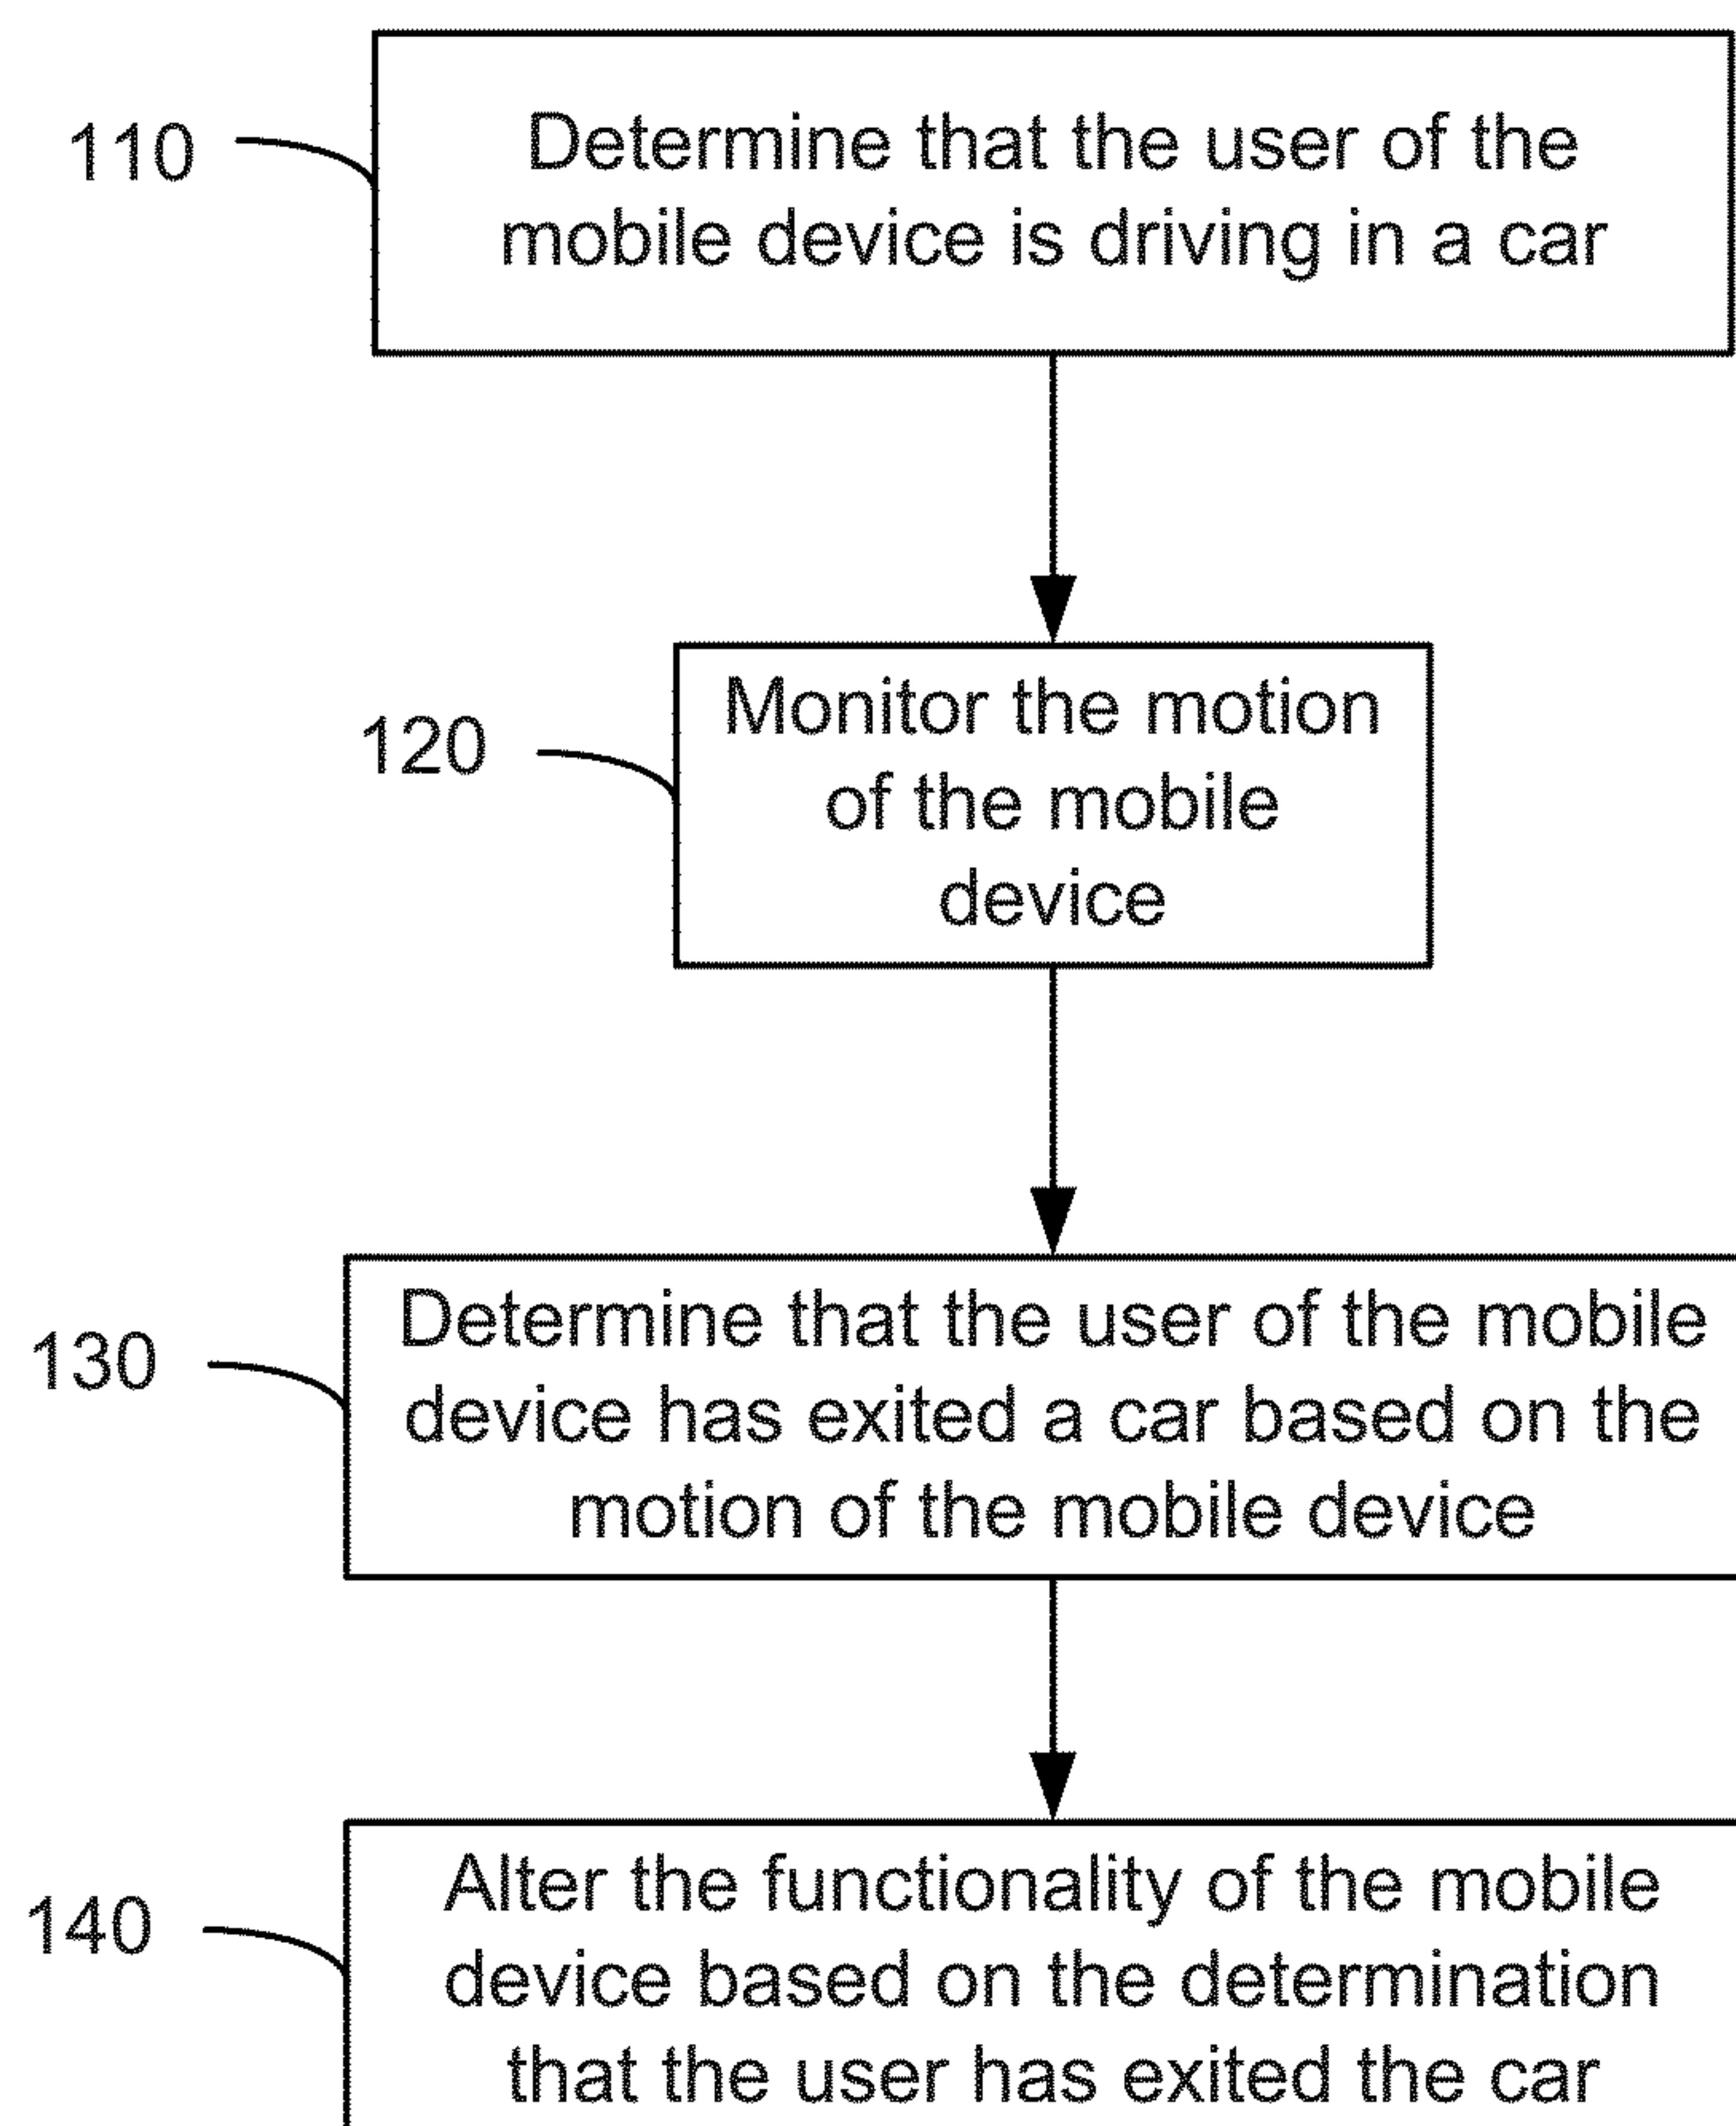 110
Determine that the user of the
mobile device is driving in a car
120
Monitor the motion
of the mobile
device
130
Determine that the user of the mobile
device has exited a car based on the
motion of the mobile device
140
Alter the functionality of the mobile
device based on the determination
that the user has exited the car